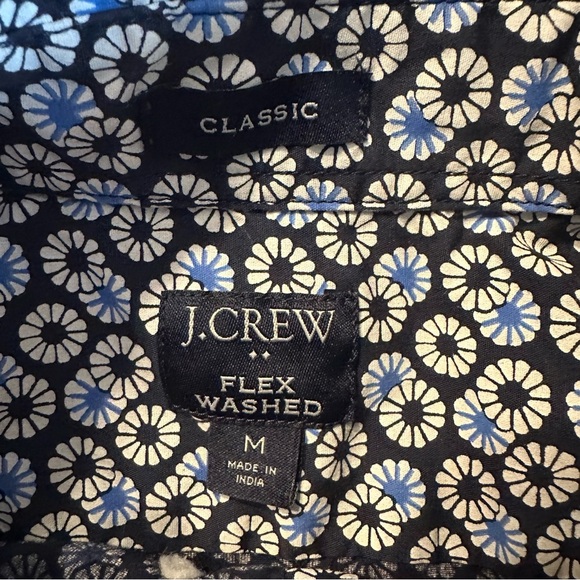 CLASSIC
J.CREW
FLEX
WASHED
M
MADE IN
INDIA